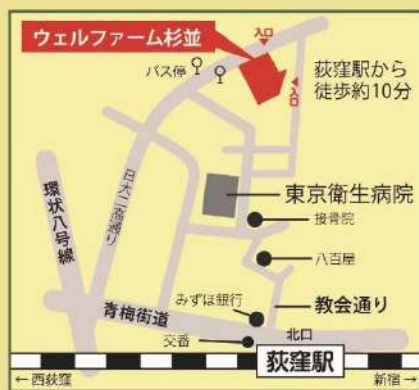 ウェルファーム杉並
入口
バス停
入口
荻窪駅から
徒歩約10分
日大二高通り
環状八号線
東京衛生病院
接骨院
八百屋
みずほ銀行
教会通り
青梅街道
交番
北口
荻窪駅
←西荻窪
新宿→